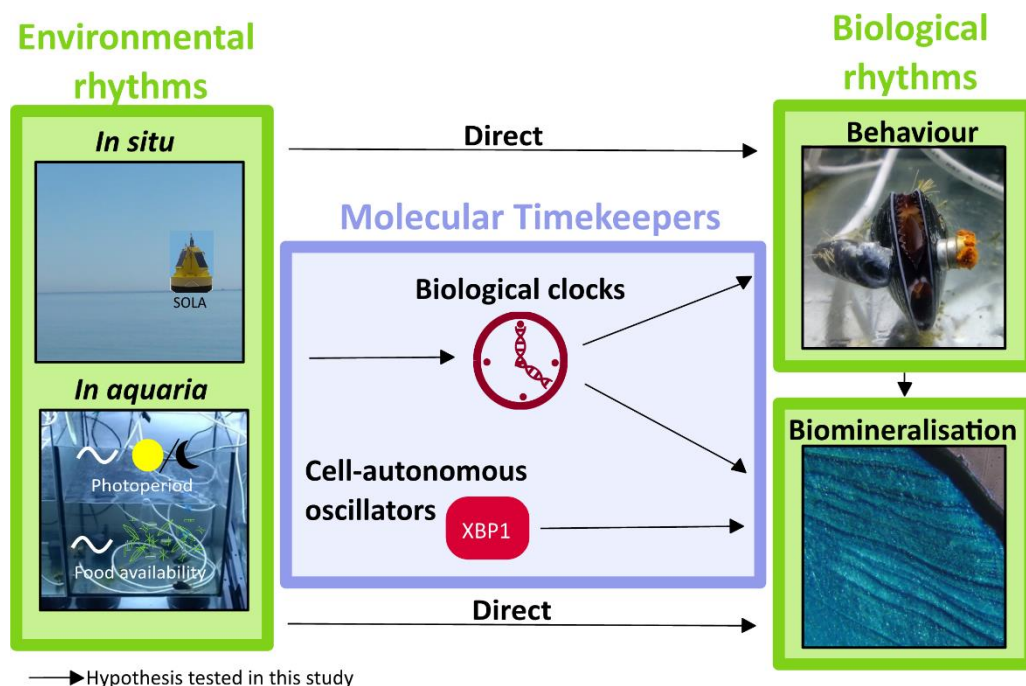 Environmental
rhythms
In situ
SOLA
In aquaria
Photoperiod
Food availability
Direct
Molecular Timekeepers
Biological clocks
Cell-autonomous
oscillators
XBP1
Direct
Biological
rhythms
Behaviour
Biomineralisation
Hypothesis tested in this study